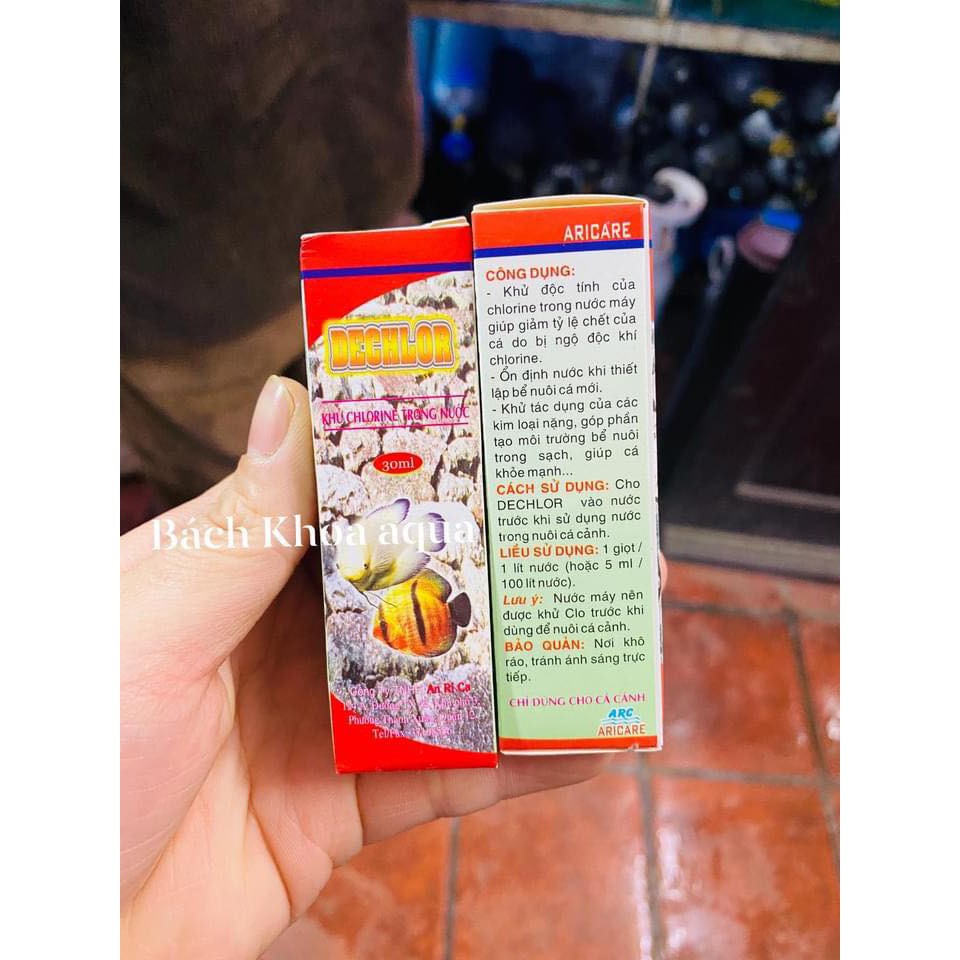 DECHLOR
KHỬ CHLORINE TRONG NƯỚC
30ml
Bách Khoa aqua
An Ri Ca
Tel/Fax:
ARICARE
CÔNG DỤNG:
- Khử độc tính của
chlorine trong nước máy
giúp giảm tỷ lệ chết của
cá do bị ngộ độc khí
chlorine.
- Ổn định nước khi thiết
lập bể nuôi cá mới.
- Khử tác dụng của các
kim loại nặng, góp phần
tạo môi trường bể nuôi
trong sạch, giúp cá
khỏe mạnh...
CÁCH SỬ DỤNG: Cho
DECHLOR vào nước
trước khi sử dụng nước
trong nuôi cá cảnh.
LIỀU SỬ DỤNG: 1 giọt /
1 lít nước (hoặc 5 ml /
100 lít nước).
Lưu ý: Nước máy nên
được khử Clo trước khi
dùng để nuôi cá cảnh.
BẢO QUẢN: Nơi khô
ráo, tránh ánh sáng trực
tiếp.
CHỈ DÙNG CHO CÁ CẢNH
ARC
ARICARE